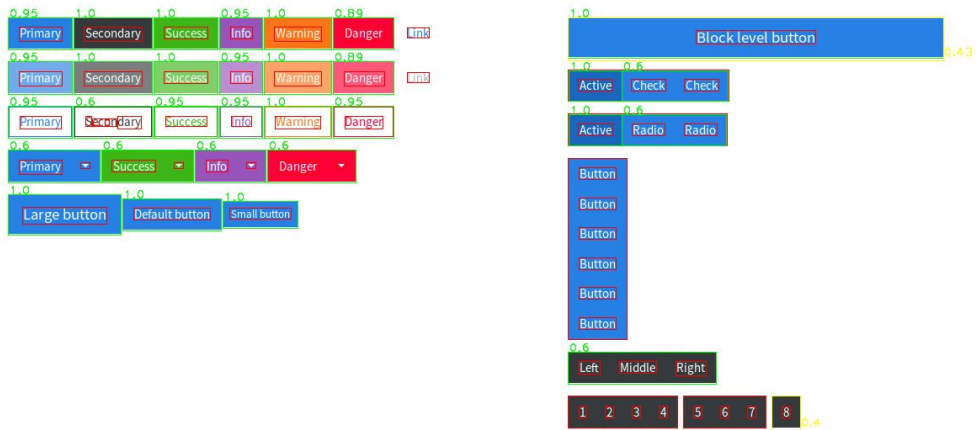 0.95 1.0 1.0 0.95 1.0 0.89
Primary Secondary Success Info Warning Danger Link
0.95 1.0 1.0 0.95 1.0 0.89
Primary Secondary Success Info Warning Danger Link
0.95 0.6 0.95 0.95 1.0 0.95
Primary Secondary Success Info Warning Danger
0.6 0.6 0.6 0.6
Primary Success Info Danger
1.0 1.0 1.0
Large button Default button Small button
1.0
Block level button
0.43
1.0 0.6
Active Check Check
1.0 0.6
Active Radio Radio
Button
Button
Button
Button
Button
Button
0.6
Left Middle Right
1 2 3 4 5 6 7 8
0.4